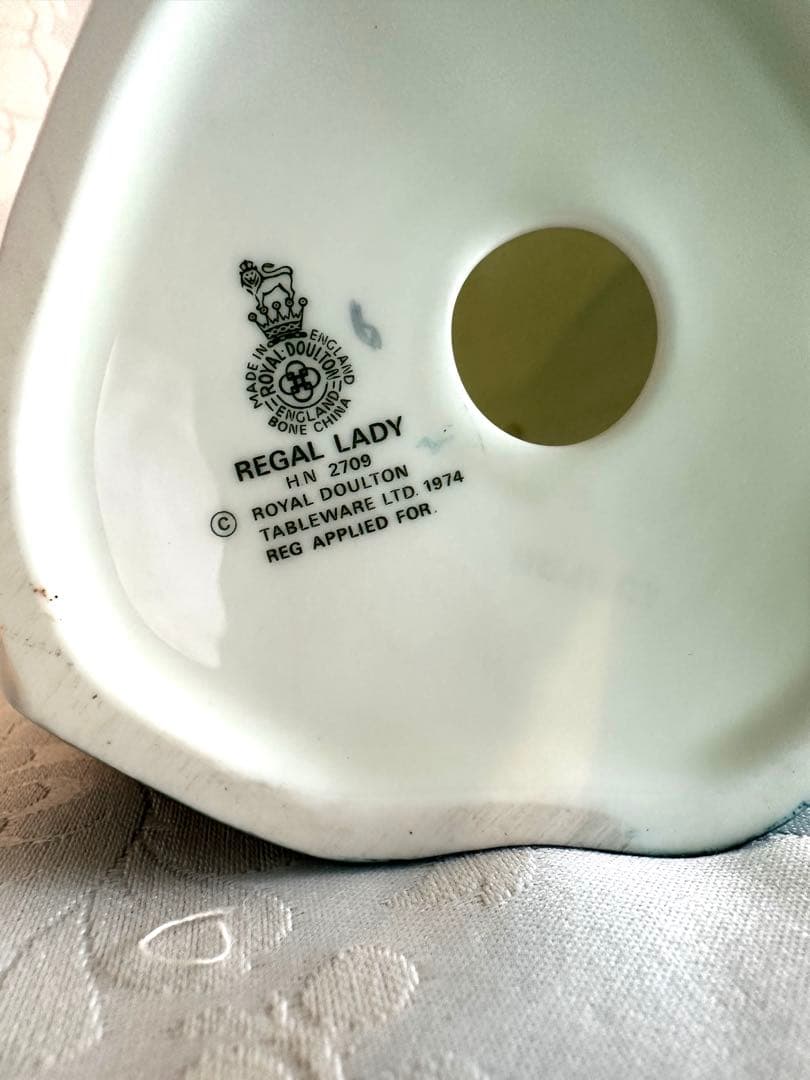 MADE IN ENGLAND
ROYAL·DOULTON
ENGLAND
BONE CHINA
6
REGAL LADY
HN 2709
© ROYAL DOULTON
TABLEWARE LTD. 1974
REG APPLIED FOR.